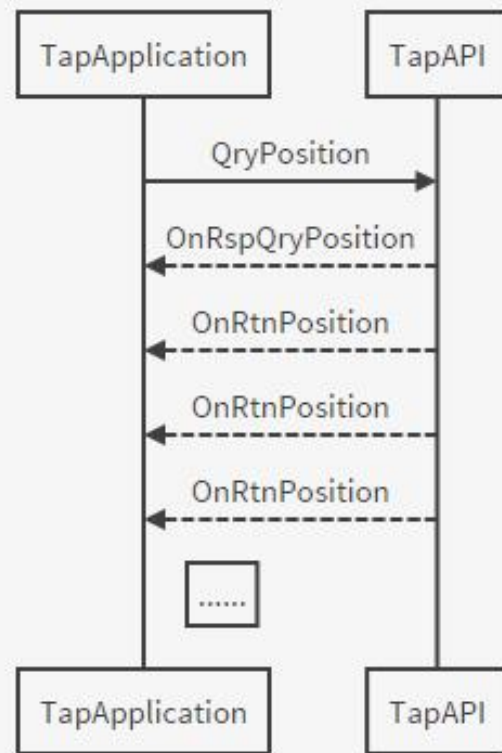 TapApplication
TapAPI
QryPosition
OnRspQryPosition
OnRtnPosition
OnRtnPosition
OnRtnPosition
......
TapApplication
TapAPI